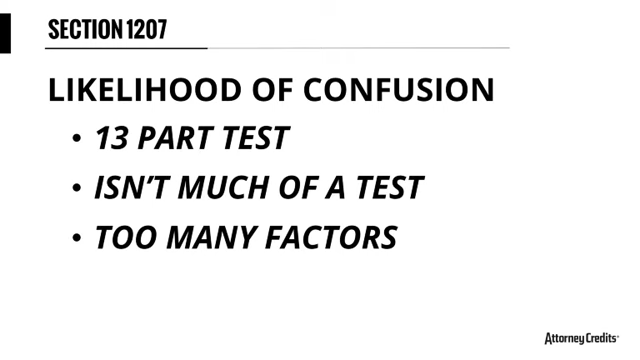 SECTION 1207
LIKELIHOOD OF CONFUSION
• 13 PART TEST
• ISN'T MUCH OF A TEST
• TOO MANY FACTORS
Attorney Credits